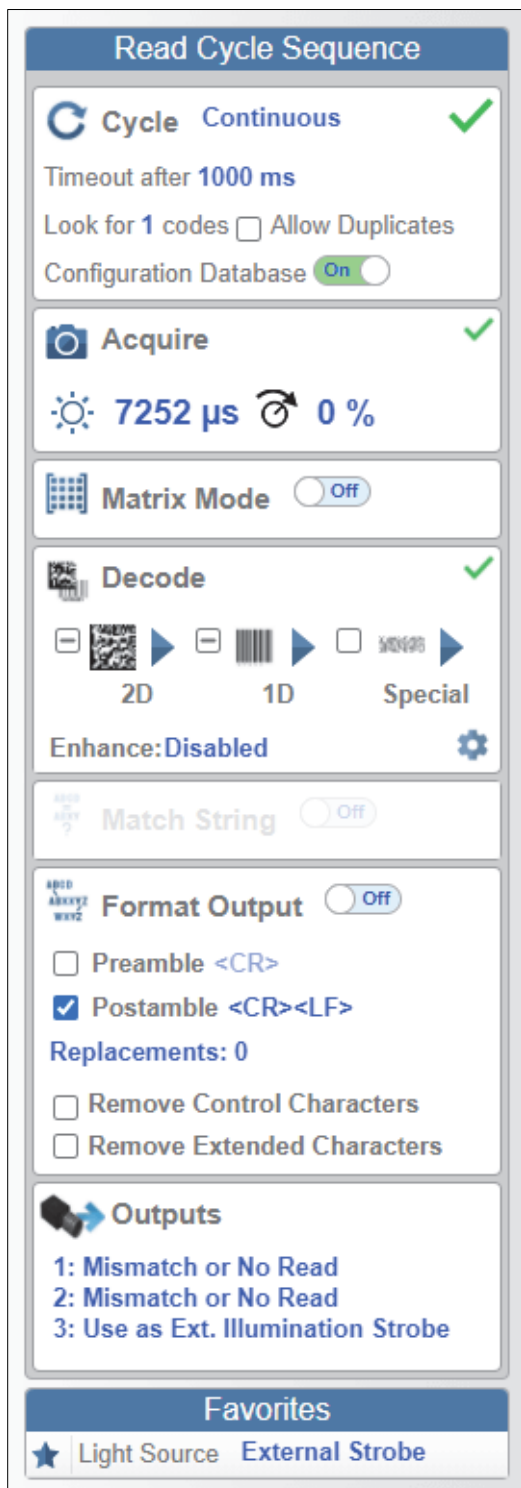 Read Cycle Sequence
Cycle Continuous
Timeout after 1000 ms
Look for 1 codes Allow Duplicates
Configuration Database On
Acquire
7252 µs 0 %
Matrix Mode Off
Decode
2D 1D Special
Enhance:Disabled
Match String Off
Format Output Off
Preamble <CR>
Postamble <CR><LF>
Replacements: 0
Remove Control Characters
Remove Extended Characters
Outputs
1: Mismatch or No Read
2: Mismatch or No Read
3: Use as Ext. Illumination Strobe
Favorites
Light Source External Strobe